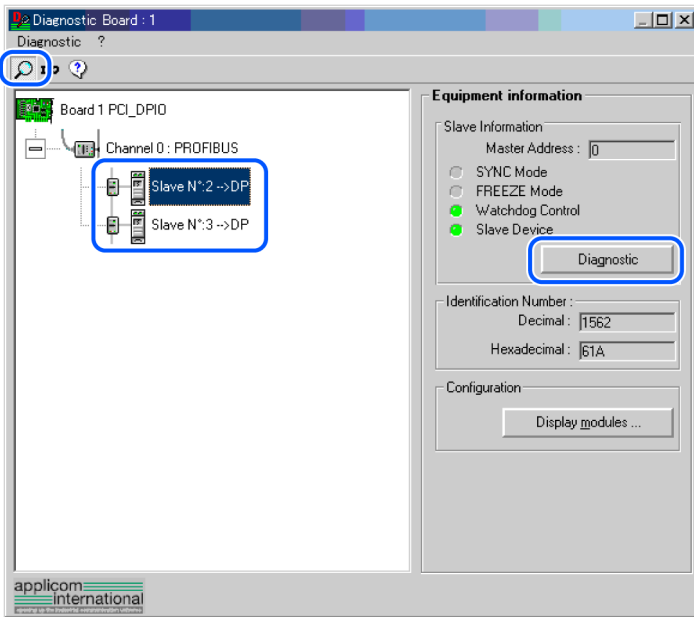 Diagnostic Board : 1
Diagnostic ?
Board 1 PCI_DPIO
Channel 0 : PROFIBUS
Slave N°:2 -->DP
Slave N°:3 -->DP
Equipment information
Slave Information
Master Address : 0
SYNC Mode
FREEZE Mode
Watchdog Control
Slave Device
Diagnostic
Identification Number :
Decimal : 1562
Hexadecimal : 61A
Configuration
Display modules ...
applicom
international